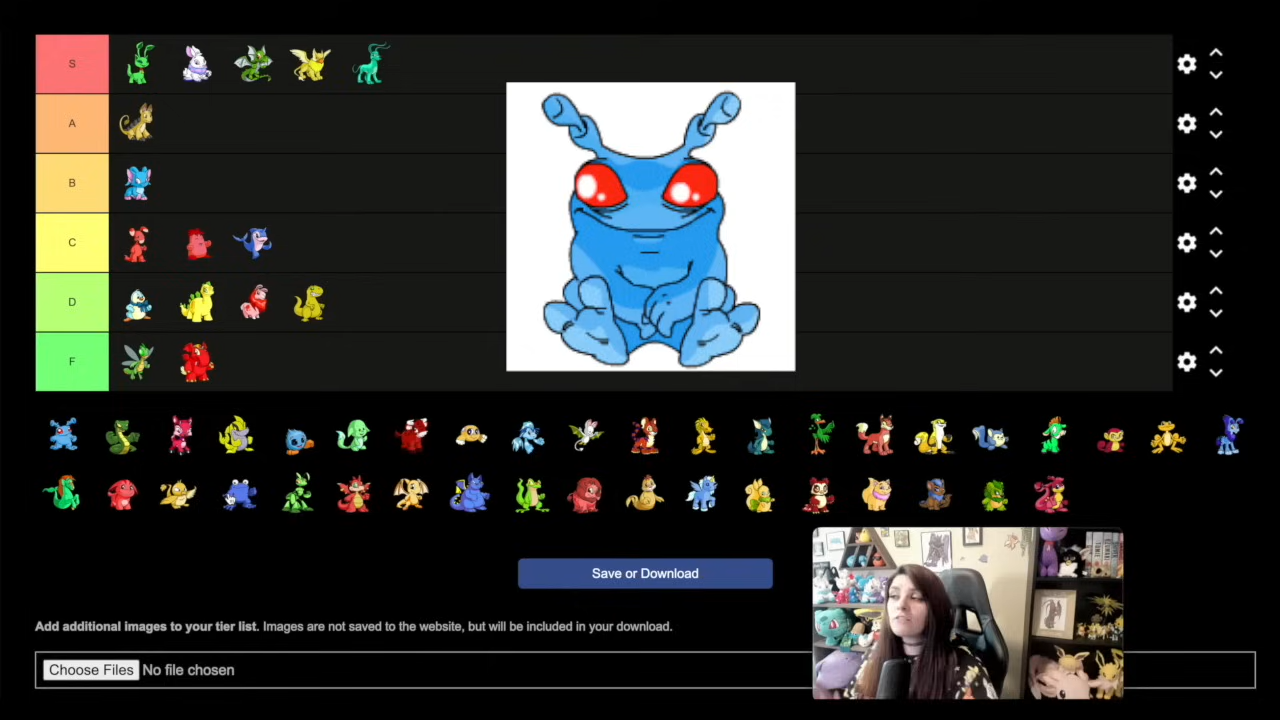 S
A
B
C
D
F
Save or Download
Add additional images to your tier list. Images are not saved to the website, but will be included in your download.
Choose Files No file chosen